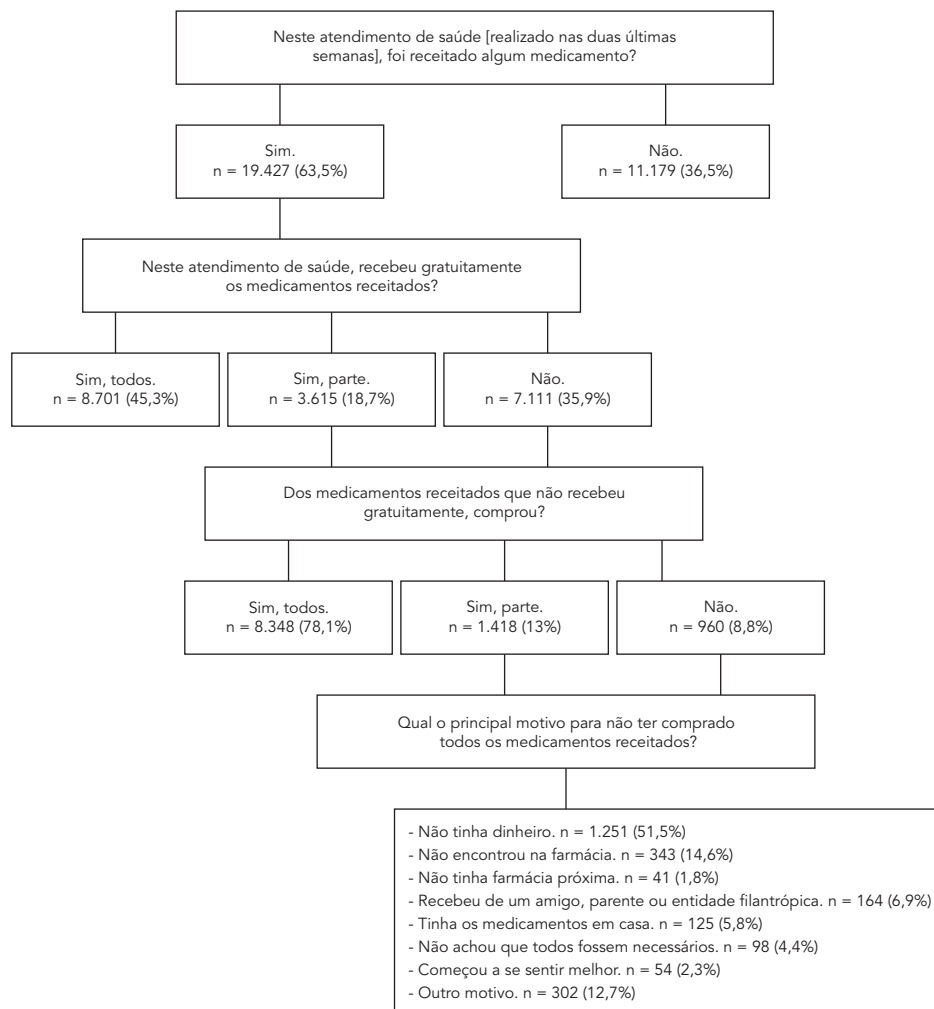 Neste atendimento de saúde [realizado nas duas últimas
semanas], foi receitado algum medicamento?
Sim.
n = 19.427 (63,5%)
Não.
n = 11.179 (36,5%)
Neste atendimento de saúde, recebeu gratuitamente
os medicamentos receitados?
Sim, todos.
n = 8.701 (45,3%)
Sim, parte.
n = 3.615 (18,7%)
Não.
n = 7.111 (35,9%)
Dos medicamentos receitados que não recebeu
gratuitamente, comprou?
Sim, todos.
n = 8.348 (78,1%)
Sim, parte.
n = 1.418 (13%)
Não.
n = 960 (8,8%)
Qual o principal motivo para não ter comprado
todos os medicamentos receitados?
- Não tinha dinheiro. n = 1.251 (51,5%)
- Não encontrou na farmácia. n = 343 (14,6%)
- Não tinha farmácia próxima. n = 41 (1,8%)
- Recebeu de um amigo, parente ou entidade filantrópica. n = 164 (6,9%)
- Tinha os medicamentos em casa. n = 125 (5,8%)
- Não achou que todos fossem necessários. n = 98 (4,4%)
- Começou a se sentir melhor. n = 54 (2,3%)
- Outro motivo. n = 302 (12,7%)